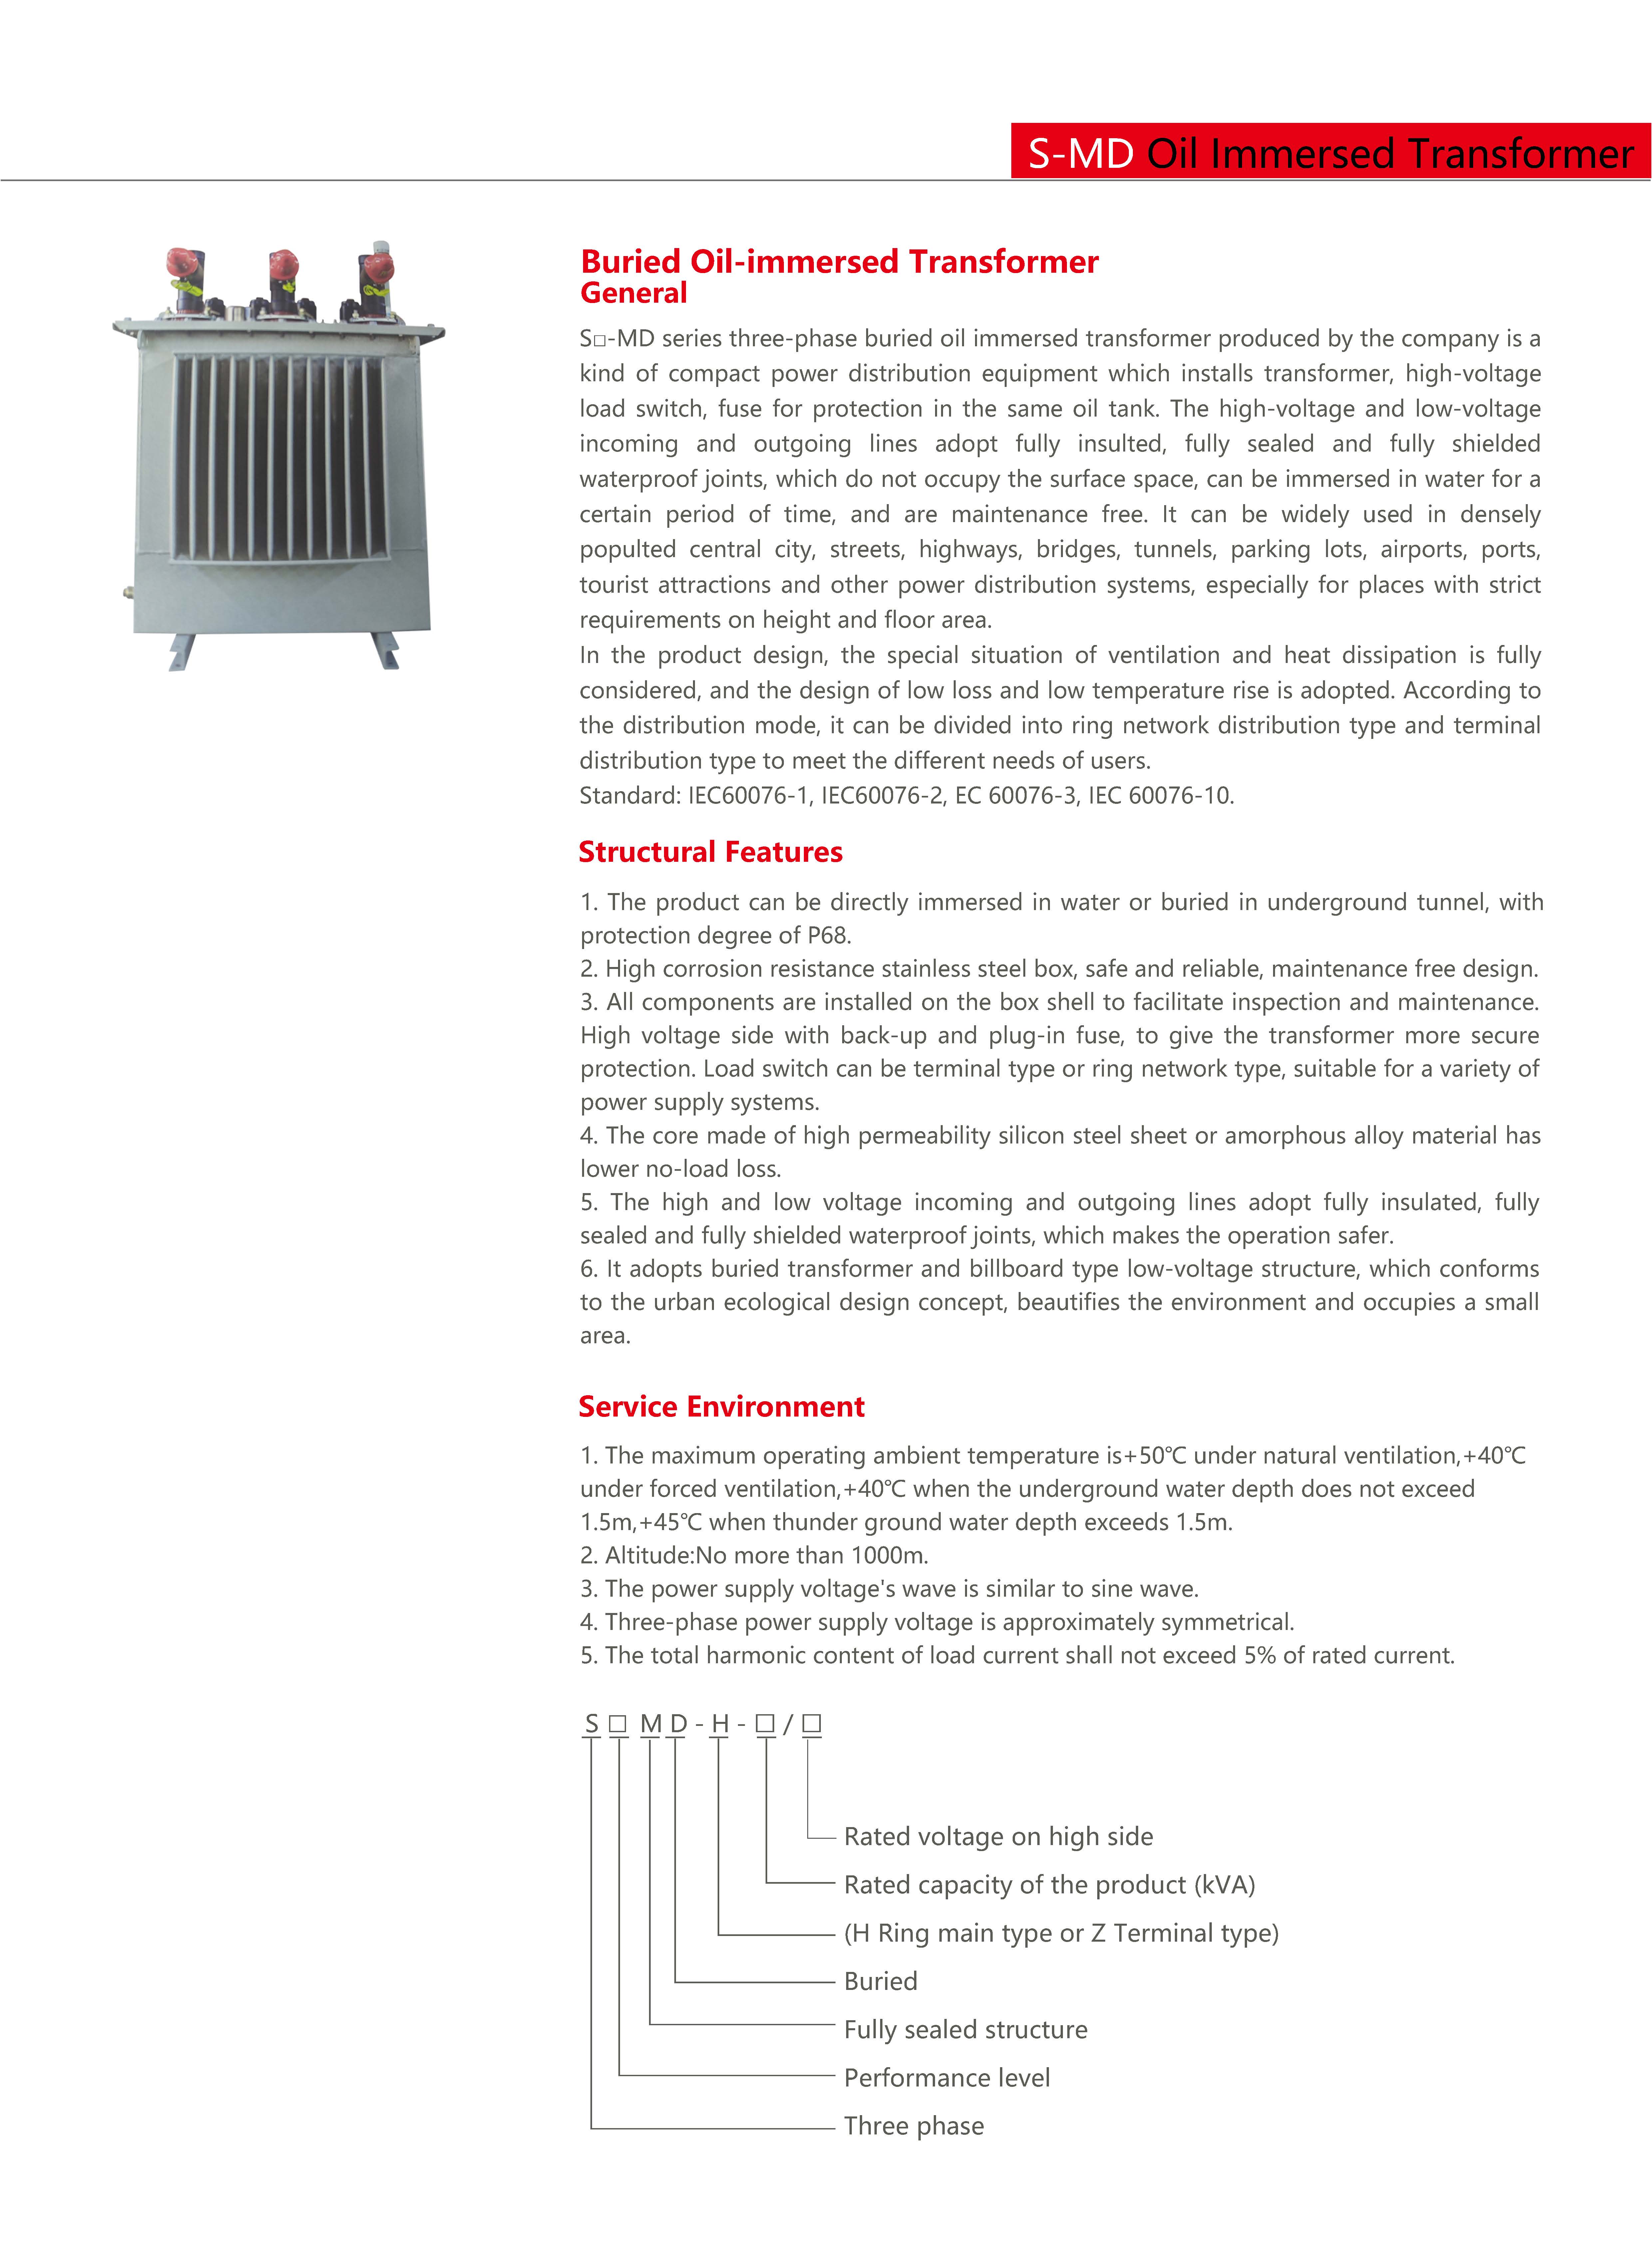 S-MD Oil Immersed Transformer
Buried Oil-immersed Transformer
General
S□-MD series three-phase buried oil immersed transformer produced by the company is a
kind of compact power distribution equipment which installs transformer, high-voltage
load switch, fuse for protection in the same oil tank. The high-voltage and low-voltage
incoming and outgoing lines adopt fully insulted, fully sealed and fully shielded
waterproof joints, which do not occupy the surface space, can be immersed in water for a
certain period of time, and are maintenance free. It can be widely used in densely
populted central city, streets, highways, bridges, tunnels, parking lots, airports, ports,
tourist attractions and other power distribution systems, especially for places with strict
requirements on height and floor area.
In the product design, the special situation of ventilation and heat dissipation is fully
considered, and the design of low loss and low temperature rise is adopted. According to
the distribution mode, it can be divided into ring network distribution type and terminal
distribution type to meet the different needs of users.
Standard: IEC60076-1, IEC60076-2, EC 60076-3, IEC 60076-10.
Structural Features
1. The product can be directly immersed in water or buried in underground tunnel, with
protection degree of P68.
2. High corrosion resistance stainless steel box, safe and reliable, maintenance free design.
3. All components are installed on the box shell to facilitate inspection and maintenance.
High voltage side with back-up and plug-in fuse, to give the transformer more secure
protection. Load switch can be terminal type or ring network type, suitable for a variety of
power supply systems.
4. The core made of high permeability silicon steel sheet or amorphous alloy material has
lower no-load loss.
5. The high and low voltage incoming and outgoing lines adopt fully insulated, fully
sealed and fully shielded waterproof joints, which makes the operation safer.
6. It adopts buried transformer and billboard type low-voltage structure, which conforms
to the urban ecological design concept, beautifies the environment and occupies a small
area.
Service Environment
1. The maximum operating ambient temperature is+50℃ under natural ventilation,+40℃
under forced ventilation,+40℃ when the underground water depth does not exceed
1.5m,+45℃ when thunder ground water depth exceeds 1.5m.
2. Altitude:No more than 1000m.
3. The power supply voltage's wave is similar to sine wave.
4. Three-phase power supply voltage is approximately symmetrical.
5. The total harmonic content of load current shall not exceed 5% of rated current.
S □ M D - H - □ / □
Rated voltage on high side
Rated capacity of the product (kVA)
(H Ring main type or Z Terminal type)
Buried
Fully sealed structure
Performance level
Three phase